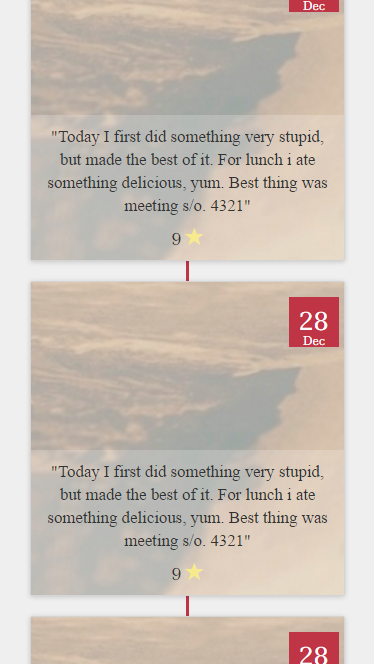 Dec
"Today I first did something very stupid,
but made the best of it. For lunch i ate
something delicious, yum. Best thing was
meeting s/o. 4321"
9
28
Dec
"Today I first did something very stupid,
but made the best of it. For lunch i ate
something delicious, yum. Best thing was
meeting s/o. 4321"
9
28